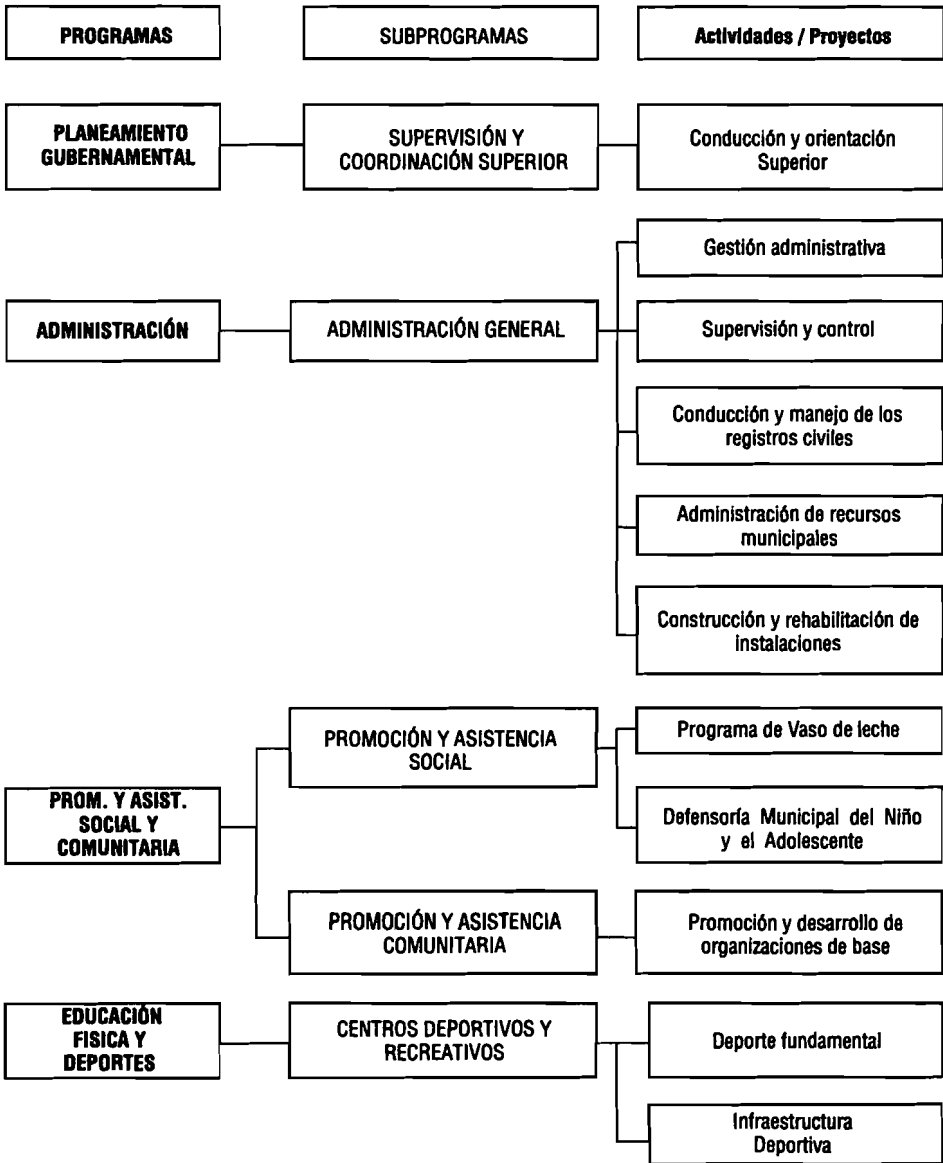 PROGRAMAS
SUBPROGRAMAS
Actividades / Proyectos
PLANEAMIENTO
GUBERNAMENTAL
SUPERVISIÓN Y
COORDINACIÓN SUPERIOR
Conducción y orientación
Superior
ADMINISTRACIÓN
ADMINISTRACIÓN GENERAL
Gestión administrativa
Supervisión y control
Conducción y manejo de los
registros civiles
Administración de recursos
municipales
Construcción y rehabilitación de
instalaciones
PROM. Y ASIST.
SOCIAL Y
COMUNITARIA
PROMOCIÓN Y ASISTENCIA
SOCIAL
Programa de Vaso de leche
Defensoría Municipal del Niño
y el Adolescente
PROMOCIÓN Y ASISTENCIA
COMUNITARIA
Promoción y desarrollo de
organizaciones de base
EDUCACIÓN
FISICA Y
DEPORTES
CENTROS DEPORTIVOS Y
RECREATIVOS
Deporte fundamental
Infraestructura
Deportiva